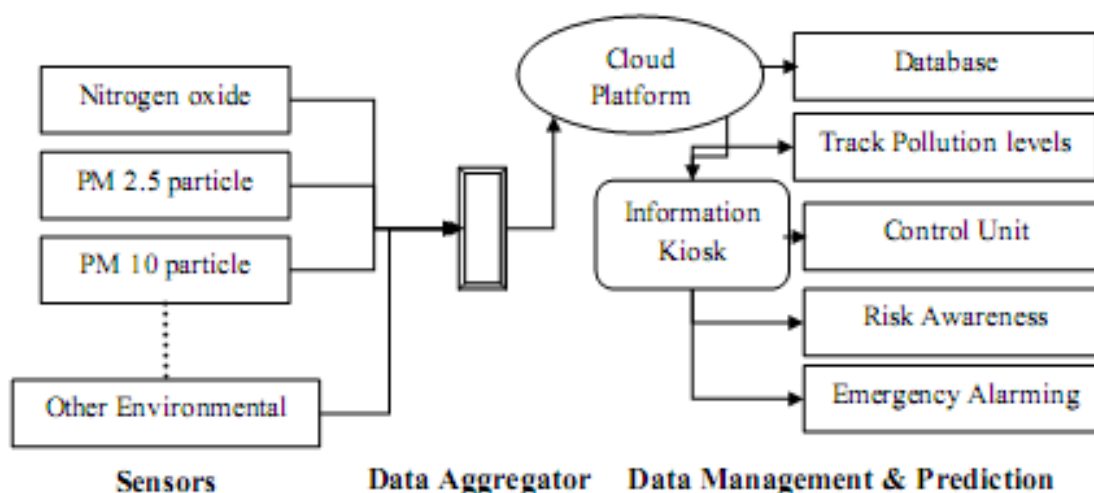 Nitrogen oxide
PM 2.5 particle
PM 10 particle
Other Environmental
Sensors
Data Aggregator
Cloud
Platform
Information
Kiosk
Database
Track Pollution levels
Control Unit
Risk Awareness
Emergency Alarming
Data Management & Prediction